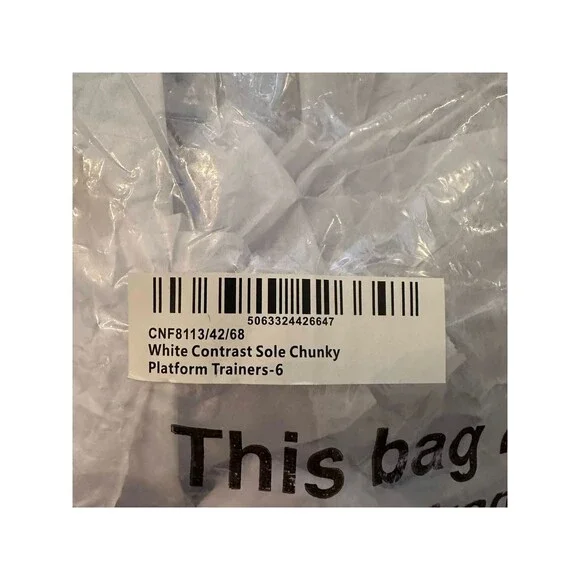 5063324426647
CNF8113/42/68
White Contrast Sole Chunky
Platform Trainers-6
This bag